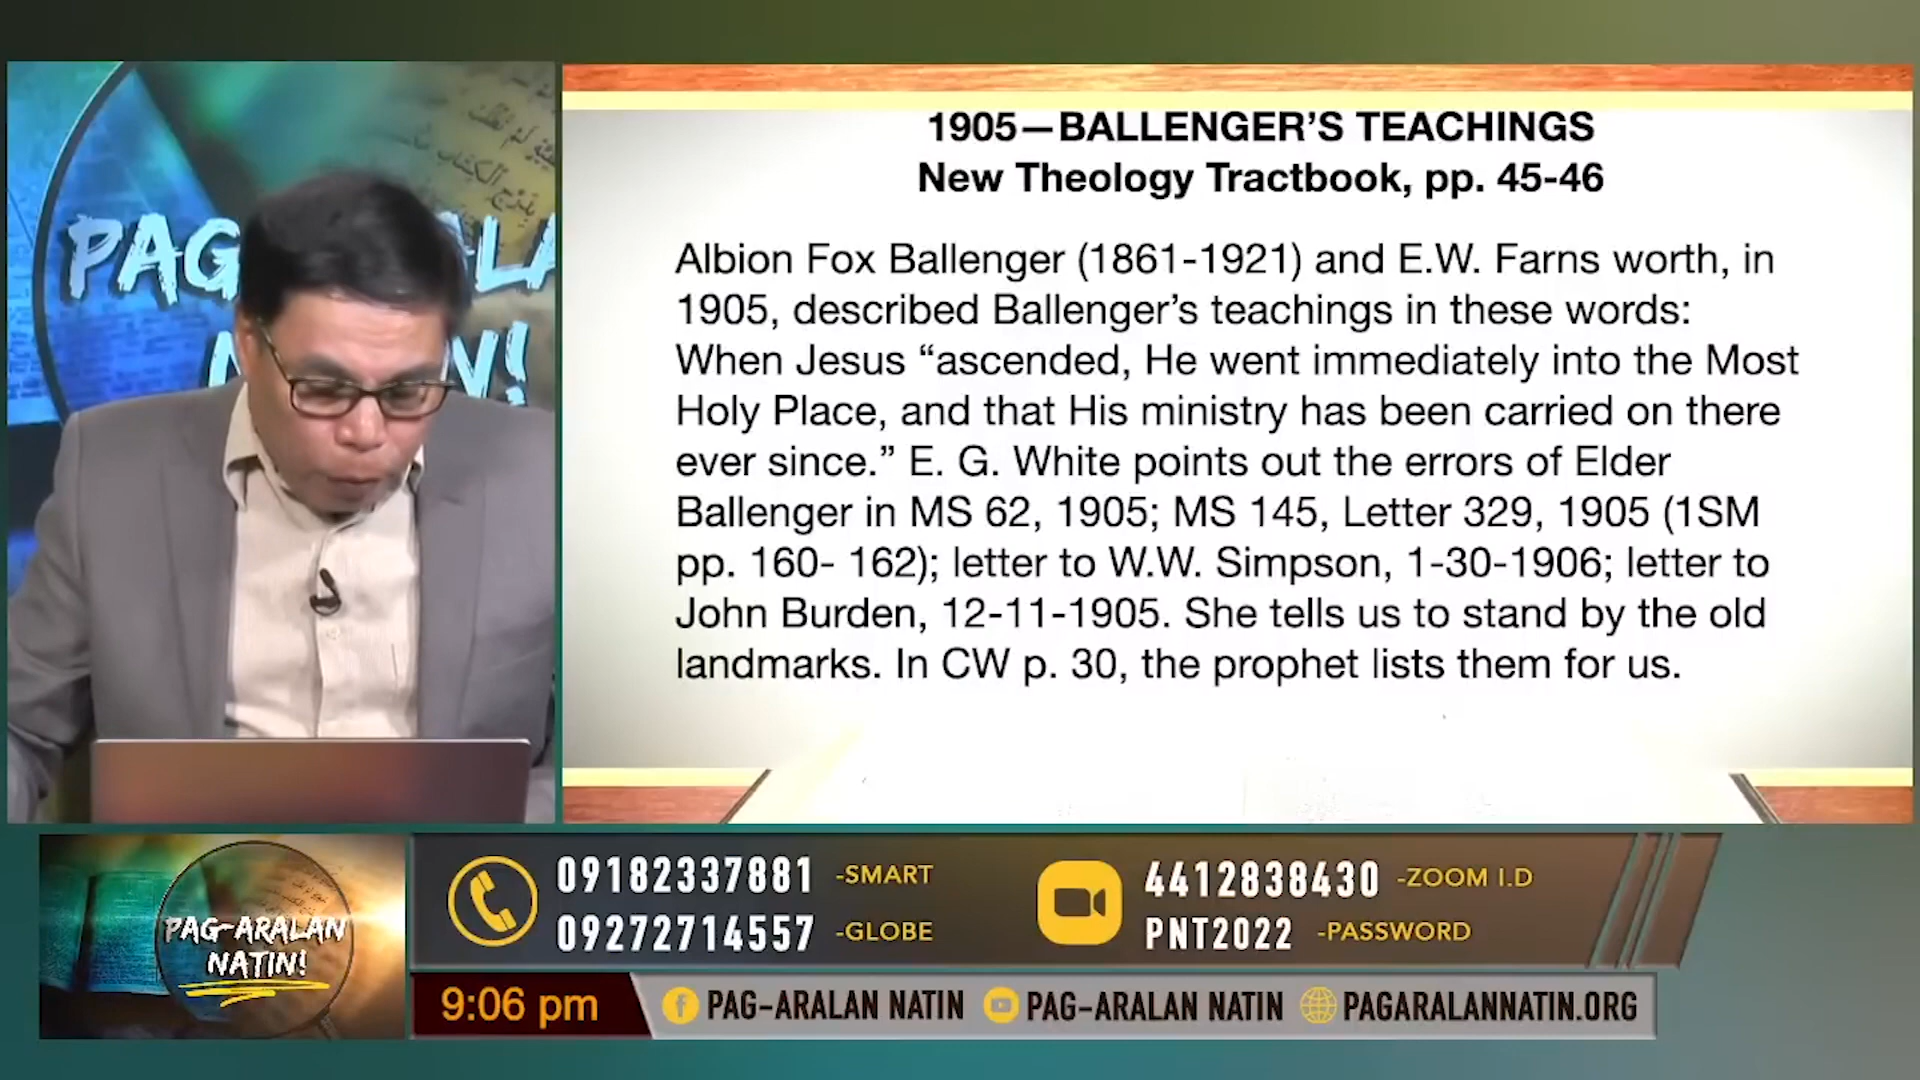 PAG
LA
N
V!
1905—BALLENGER'S TEACHINGS
New Theology Tractbook, pp. 45-46
Albion Fox Ballenger (1861-1921) and E.W. Farns worth, in
1905, described Ballenger's teachings in these words:
When Jesus “ascended, He went immediately into the Most
Holy Place, and that His ministry has been carried on there
ever since.” E. G. White points out the errors of Elder
Ballenger in MS 62, 1905; MS 145, Letter 329, 1905 (1SM
pp. 160- 162); letter to W.W. Simpson, 1-30-1906; letter to
John Burden, 12-11-1905. She tells us to stand by the old
landmarks. In CW p. 30, the prophet lists them for us.
PAG-ARALAN
NATIN!
09182337881 -SMART
09272714557 -GLOBE
4412838430 -ZOOM I.D
PNT2022 -PASSWORD
9:06 pm
PAG-ARALAN NATIN
PAG-ARALAN NATIN
PAGARALANNATIN.ORG